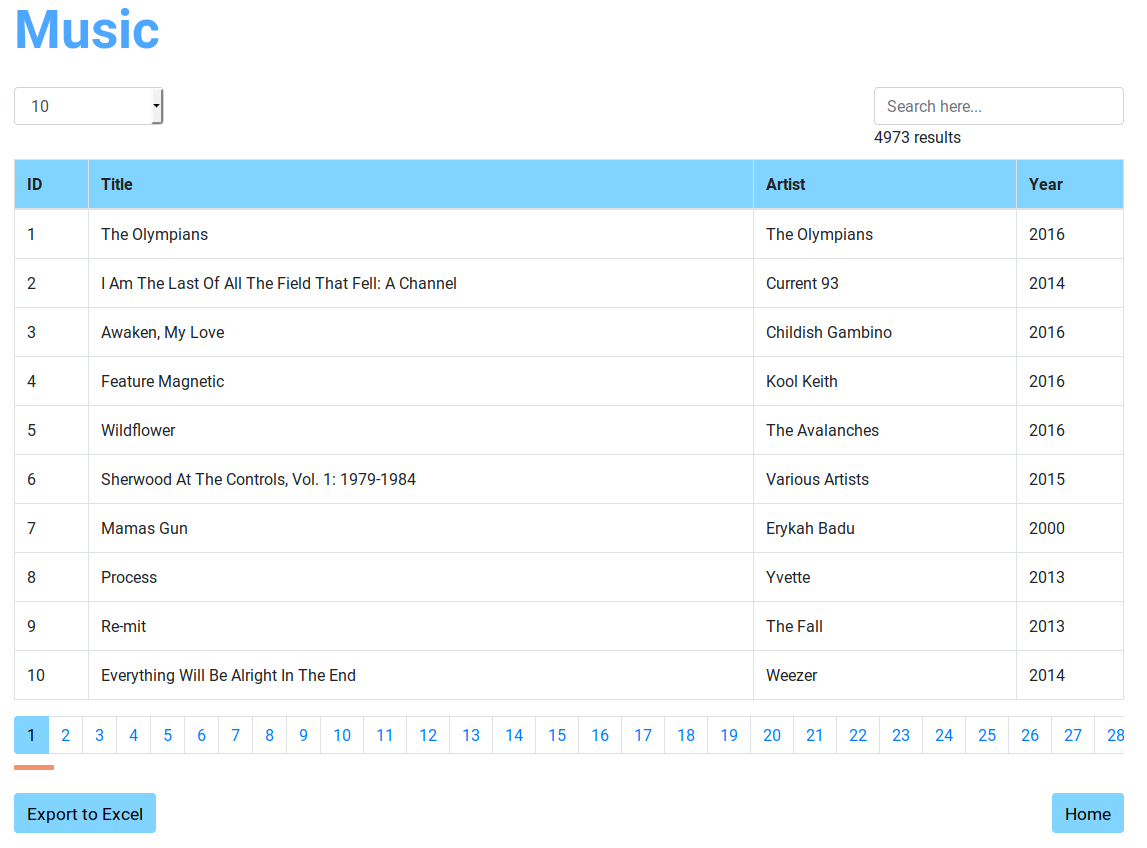 Music
10
Search here...
4973 results
ID Title Artist Year
1 The Olympians The Olympians 2016
2 I Am The Last Of All The Field That Fell: A Channel Current 93 2014
3 Awaken, My Love Childish Gambino 2016
4 Feature Magnetic Kool Keith 2016
5 Wildflower The Avalanches 2016
6 Sherwood At The Controls, Vol. 1: 1979-1984 Various Artists 2015
7 Mamas Gun Erykah Badu 2000
8 Process Yvette 2013
9 Re-mit The Fall 2013
10 Everything Will Be Alright In The End Weezer 2014
1 2 3 4 5 6 7 8 9 10 11 12 13 14 15 16 17 18 19 20 21 22 23 24 25 26 27 28
Export to Excel Home